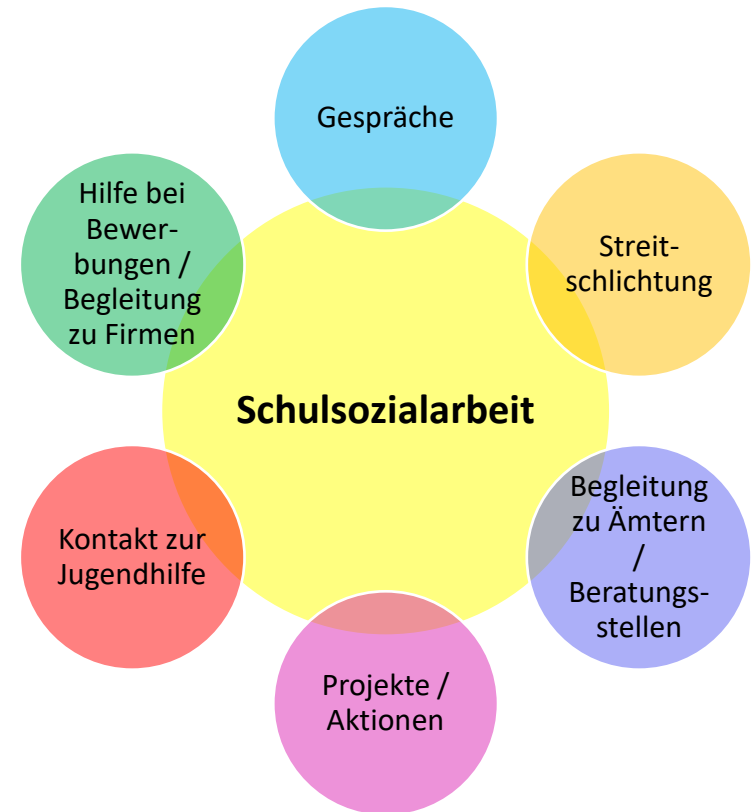 Gespräche
Streit-
schlichtung
Begleitung
zu Ämtern
/
Beratungs-
stellen
Projekte /
Aktionen
Kontakt zur
Jugendhilfe
Hilfe bei
Bewer-
bungen /
Begleitung
zu Firmen
Schulsozialarbeit